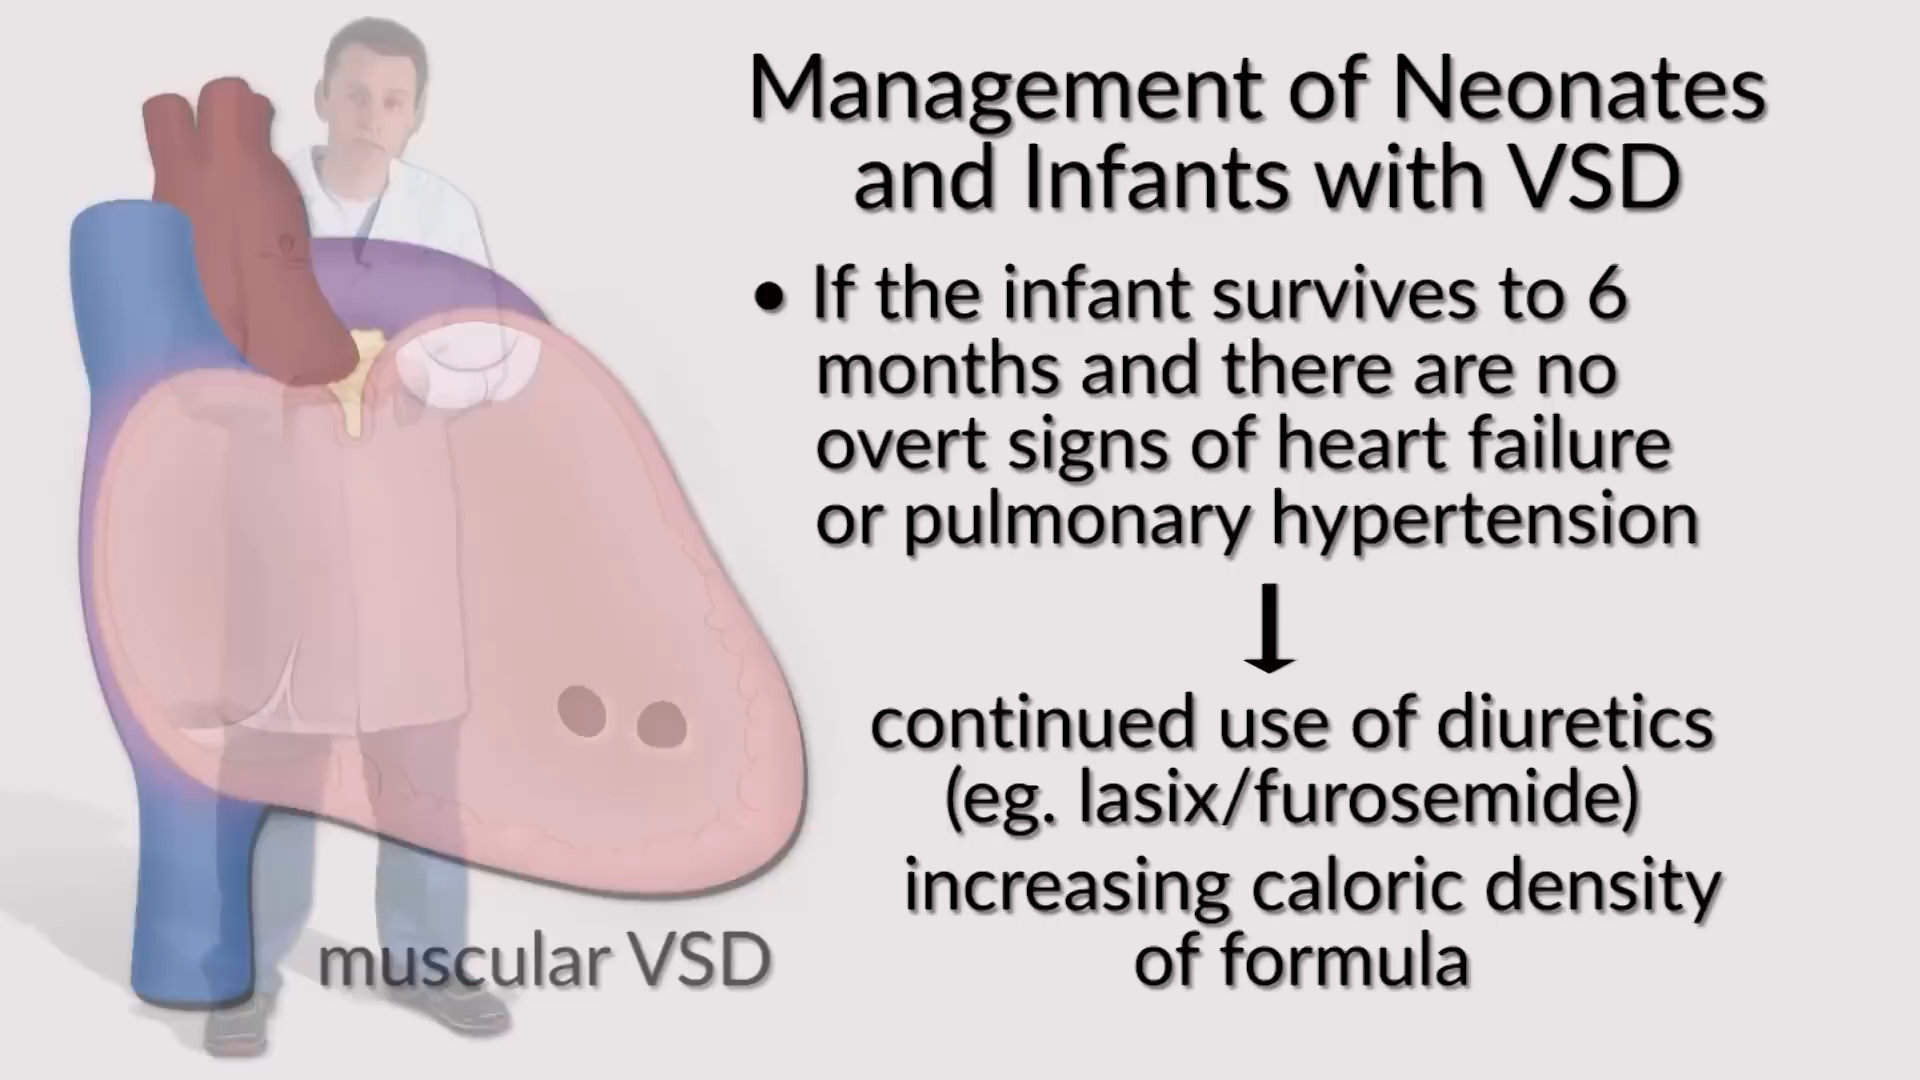 Management of Neonates
and Infants with VSD
• If the infant survives to 6
months and there are no
overt signs of heart failure
or pulmonary hypertension
continued use of diuretics
(eg. lasix/furosemide)
increasing caloric density
of formula
muscular VSD